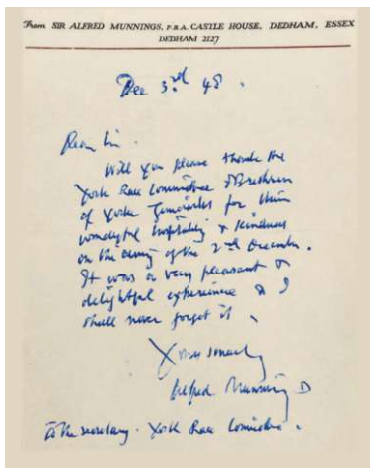 From SIR ALFRED MUNNINGS, P.R.A. CASTLE HOUSE, DEDHAM, ESSEX
DEDHAM 2127
Dec 3rd 48.
Dear Sir.
Will you please thank the
York Race Committee & Brethren
of York for their
wonderful hospitality & kindness
on the evening of the 2nd December.
It was a very pleasant &
delightful experience & I
shall never forget it.
Yours sincerely
Alfred Munnings
To the secretary. York Race Committee.